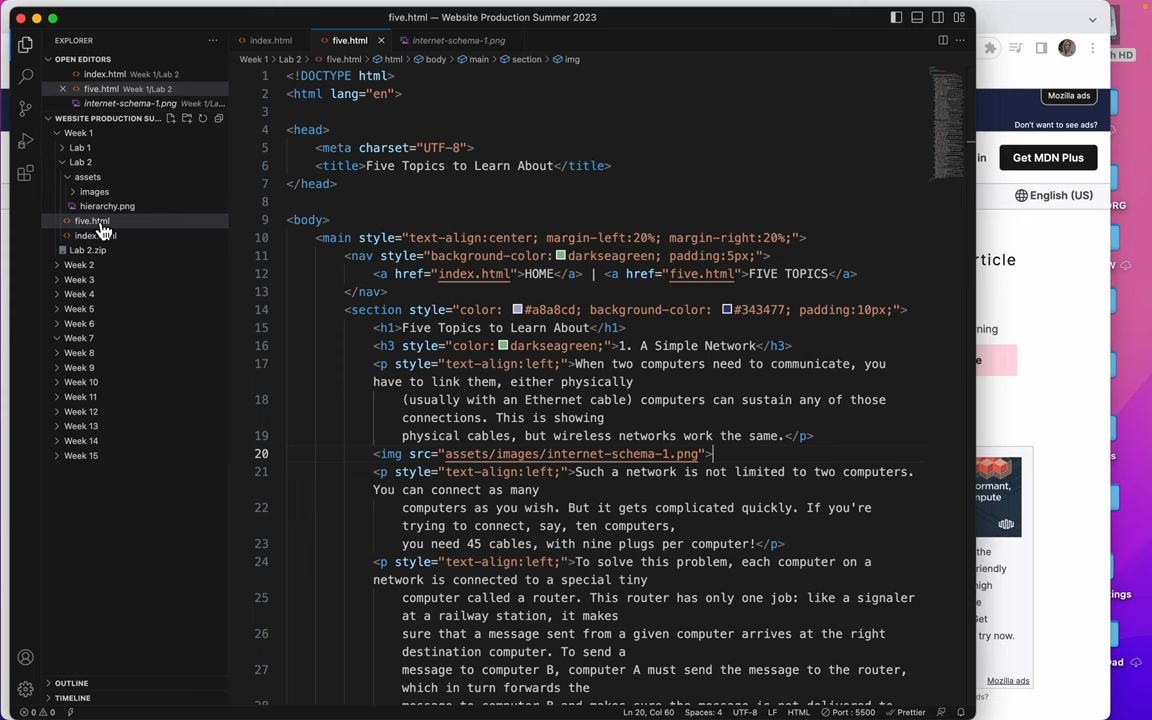 five.html — Website Production Summer 2023
EXPLORER
index.html
five.html
internet-schema-1.png
OPEN EDITORS
index.html Week 1/Lab 2
five.html Week 1/Lab 2
internet-schema-1.png Week 1/La...
WEBSITE PRODUCTION SU...
Week 1
Lab 1
Lab 2
assets
images
hierarchy.png
five.html
Lab 2.zip
Week 2
Week 3
Week 4
Week 5
Week 6
Week 7
Week 8
Week 9
Week 10
Week 11
Week 12
Week 13
Week 14
Week 15
OUTLINE
TIMELINE
Week 1 > Lab 2 > five.html > html > body > main > section > img
1 <!DOCTYPE html>
2 <html lang="en">
3
4 <head>
5 <meta charset="UTF-8">
6 <title>Five Topics to Learn About</title>
7 </head>
8
9 <body>
10 <main style="text-align:center; margin-left:20%; margin-right:20%;">
11 <nav style="background-color:darkseagreen; padding:5px;">
12 <a href="index.html">HOME</a> | <a href="five.html">FIVE TOPICS</a>
13 </nav>
14 <section style="color: #a8a8cd; background-color: #343477; padding:10px;">
15 <h1>Five Topics to Learn About</h1>
16 <h3 style="color:darkseagreen;">1. A Simple Network</h3>
17 <p style="text-align:left;">When two computers need to communicate, you
have to link them, either physically
18 (usually with an Ethernet cable) computers can sustain any of those
connections. This is showing
19 physical cables, but wireless networks work the same.</p>
20 <img src="assets/images/internet-schema-1.png">
21 <p style="text-align:left;">Such a network is not limited to two computers.
You can connect as many
22 computers as you wish. But it gets complicated quickly. If you're
trying to connect, say, ten computers,
23 you need 45 cables, with nine plugs per computer!</p>
24 <p style="text-align:left;">To solve this problem, each computer on a
network is connected to a special tiny
25 computer called a router. This router has only one job: like a signaler
at a railway station, it makes
26 sure that a message sent from a given computer arrives at the right
destination computer. To send a
27 message to computer B, computer A must send the message to the router,
which in turn forwards the
0 0
Ln 20, Col 60 Spaces: 4 UTF-8 LF HTML Port : 5500 Prettier
h HD
Mozilla ads
Don't want to see ads?
in
Get MDN Plus
English (US)
ORG
rticle
ning
the
Mozilla ads